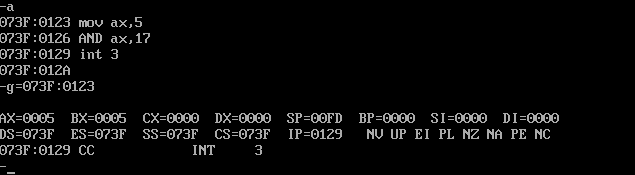 -a
073F:0123 mov ax,5
073F:0126 AND ax,17
073F:0129 int 3
073F:012A
-g=073F:0123
AX=0005 BX=0005 CX=0000 DX=0000 SP=00FD BP=0000 SI=0000 DI=0000
DS=073F ES=073F SS=073F CS=073F IP=0129 NV UP EI PL NZ NA PE NC
073F:0129 CC INT 3
-_